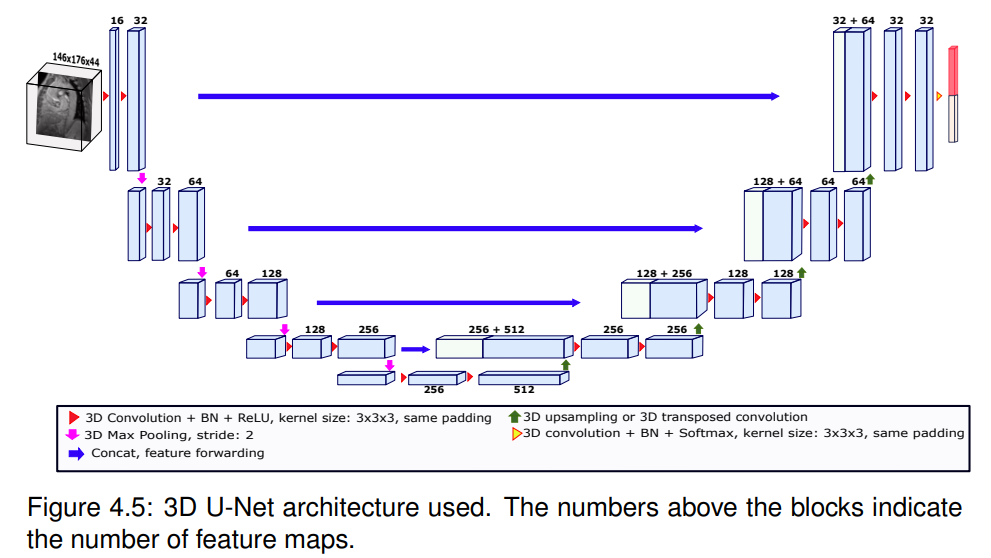 16 32
32 + 64 32 32
146x176x44
32 64
128 + 64 64 64
64 128
128 + 256 128 128
128 256
256 + 512 256 256
256 512
3D Convolution + BN + ReLU, kernel size: 3x3x3, same padding
3D upsampling or 3D transposed convolution
3D Max Pooling, stride: 2
3D convolution + BN + Softmax, kernel size: 3x3x3, same padding
Concat, feature forwarding
Figure 4.5: 3D U-Net architecture used. The numbers above the blocks indicate
the number of feature maps.